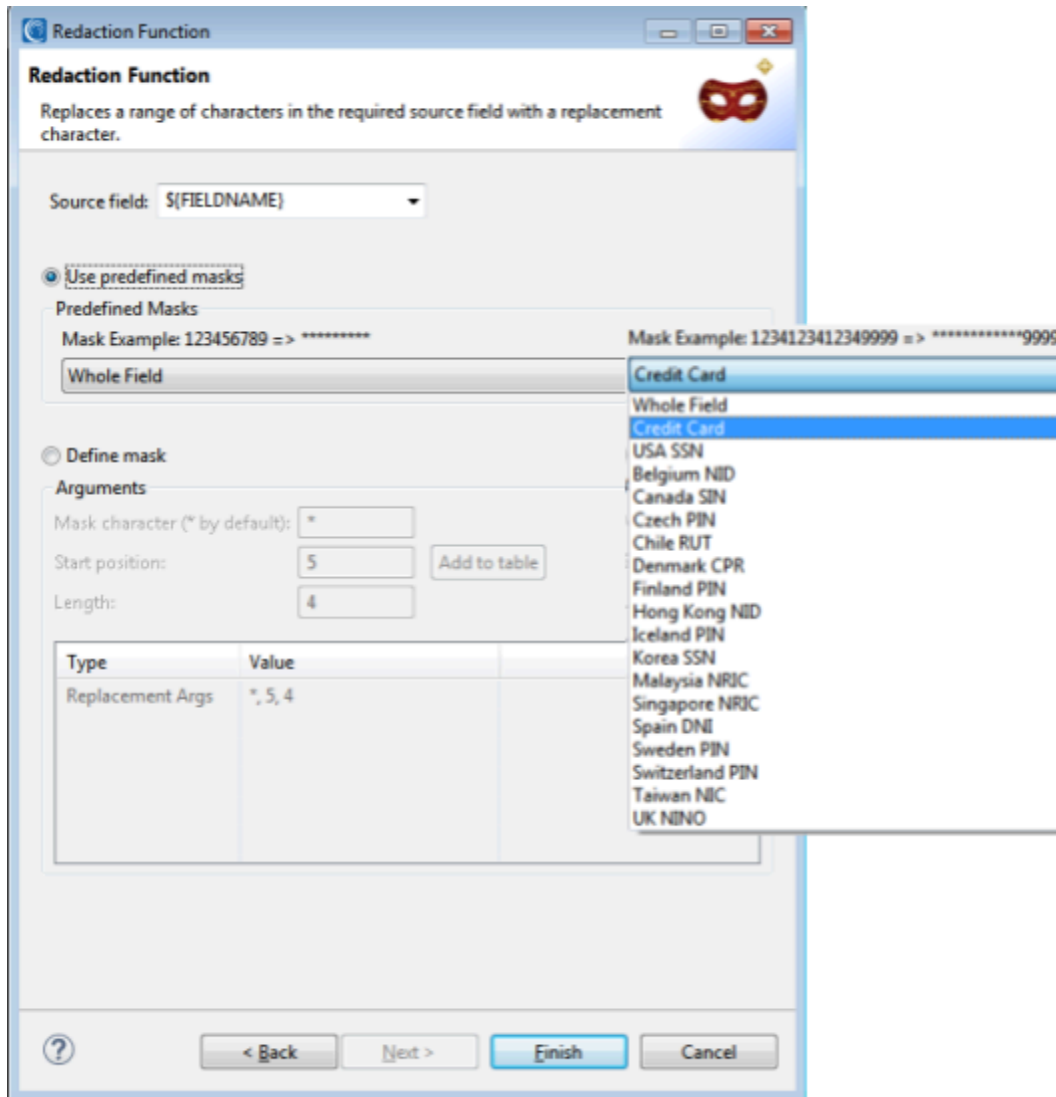 Redaction Function
Redaction Function
Replaces a range of characters in the required source field with a replacement
character.
Source field: ${FIELDNAME}
Use predefined masks
Predefined Masks
Mask Example: 123456789 => *********
Whole Field
Mask Example: 1234123412349999 => ************9999
Credit Card
Whole Field
Credit Card
USA SSN
Belgium NID
Canada SIN
Czech PIN
Chile RUT
Denmark CPR
Finland PIN
Hong Kong NID
Iceland PIN
Korea SSN
Malaysia NRIC
Singapore NRIC
Spain DNI
Sweden PIN
Switzerland PIN
Taiwan NIC
UK NINO
Define mask
Arguments
Mask character (* by default): *
Start position: 5 Add to table
Length: 4
Type Value
Replacement Args *, 5, 4
? < Back Next > Finish Cancel